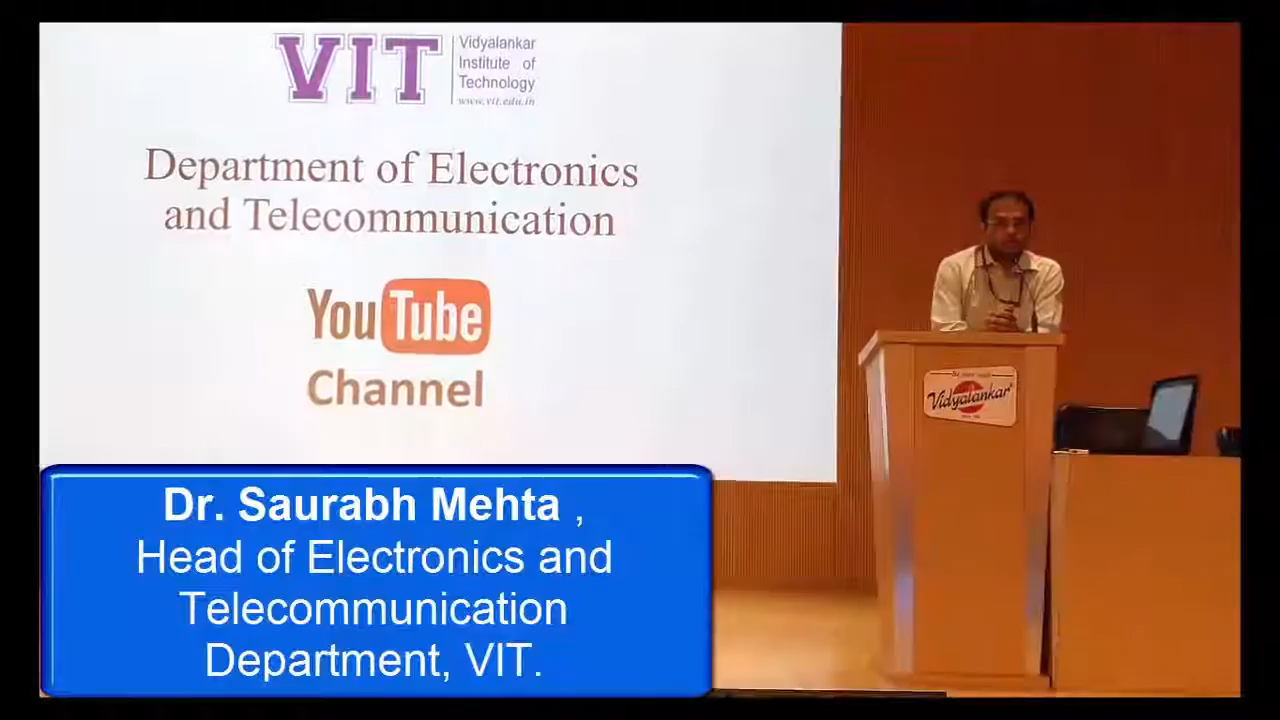 VIT
Vidyalankar
Institute of
Technology
www.vit.edu.in
Department of Electronics
and Telecommunication
YouTube
Channel
Vidyalankar
Dr. Saurabh Mehta ,
Head of Electronics and
Telecommunication
Department, VIT.